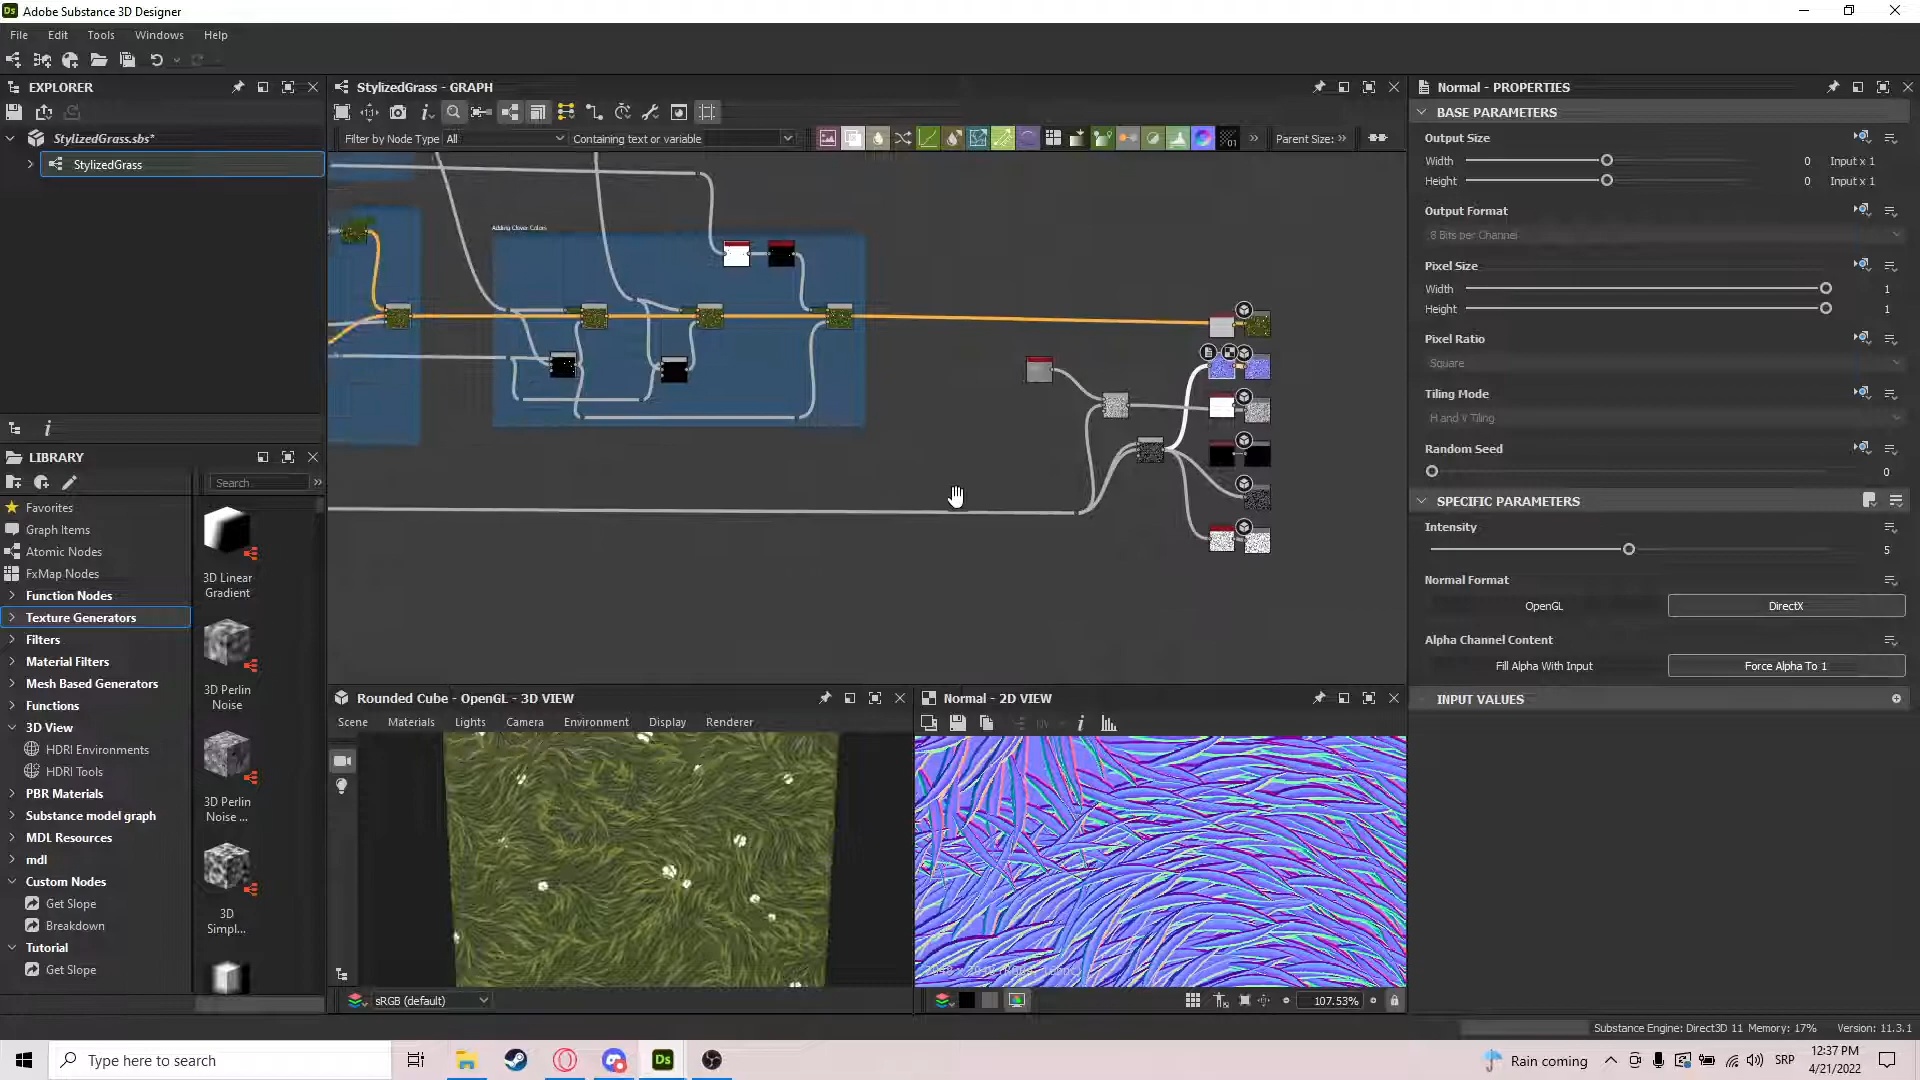 Adobe Substance 3D Designer
File Edit Tools Windows Help
EXPLORER
StylizedGrass.sbs*
StylizedGrass
LIBRARY
Search
Favorites
Graph Items
Atomic Nodes
FxMap Nodes
Function Nodes
Texture Generators
Filters
Material Filters
Mesh Based Generators
Functions
3D View
HDRI Environments
HDRI Tools
PBR Materials
Substance model graph
MDL Resources
mdl
Custom Nodes
Get Slope
Breakdown
Tutorial
Get Slope
3D Linear
Gradient
3D Perlin
Noise
3D Perlin
Noise ...
3D
Simpl...
StylizedGrass - GRAPH
Filter by Node Type All Containing text or variable Parent Size:
Adding Clover Colors
Rounded Cube - OpenGL - 3D VIEW
Scene Materials Lights Camera Environment Display Renderer
sRGB (default)
Normal - 2D VIEW
107.53%
Normal - PROPERTIES
BASE PARAMETERS
Output Size
Width 0 Input x 1
Height 0 Input x 1
Output Format
8 Bits per Channel
Pixel Size
Width 1
Height 1
Pixel Ratio
Square
Tiling Mode
H and V Tiling
Random Seed
0
SPECIFIC PARAMETERS
Intensity
5
Normal Format
OpenGL DirectX
Alpha Channel Content
Fill Alpha With Input Force Alpha To 1
INPUT VALUES
Substance Engine: Direct3D 11 Memory: 17% Version: 11.3.1
Type here to search
Rain coming
SRP
12:37 PM
4/21/2022